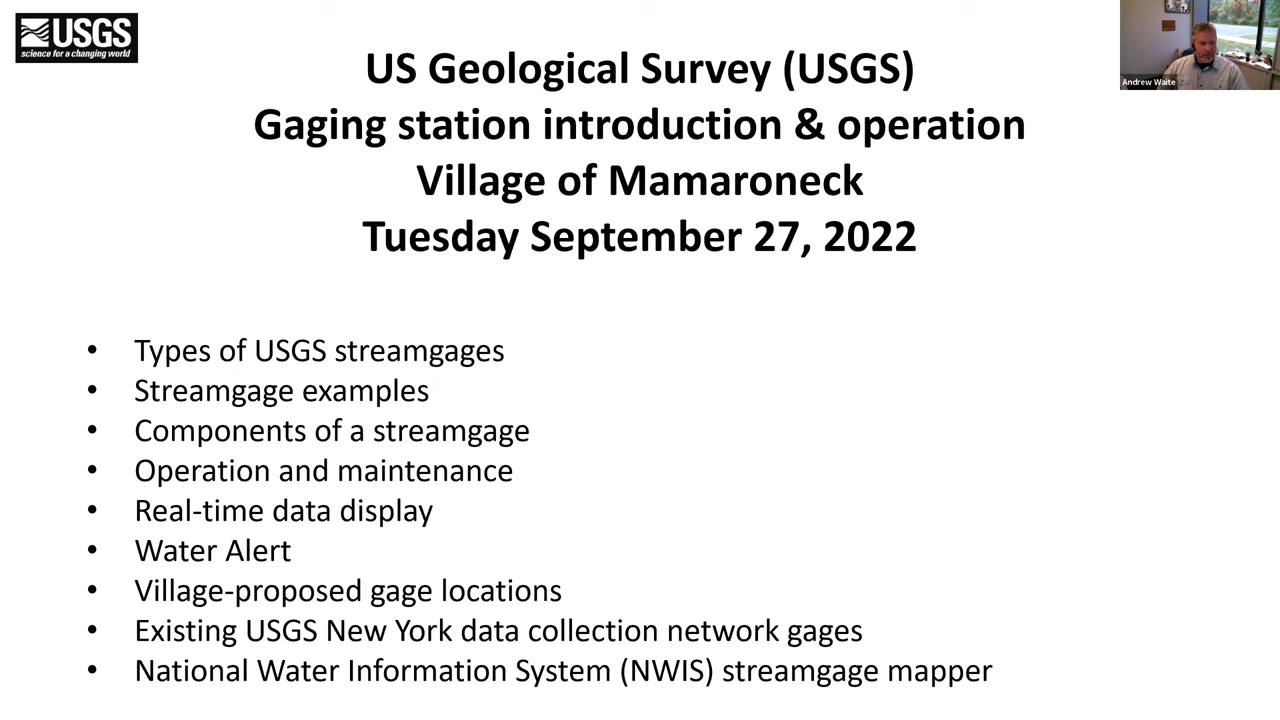 USGS
science for a changing world
US Geological Survey (USGS)
Gaging station introduction & operation
Village of Mamaroneck
Tuesday September 27, 2022
Andrew Waite
• Types of USGS streamgages
• Streamgage examples
• Components of a streamgage
• Operation and maintenance
• Real-time data display
• Water Alert
• Village-proposed gage locations
• Existing USGS New York data collection network gages
• National Water Information System (NWIS) streamgage mapper